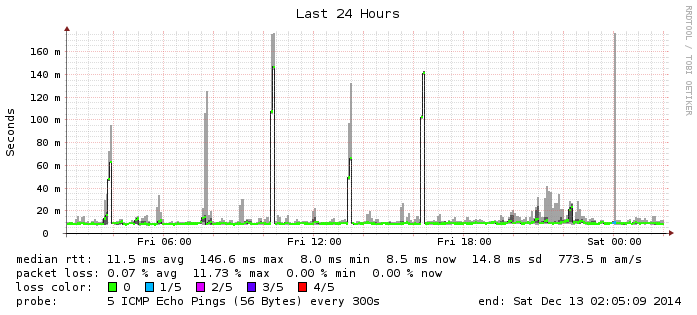 Last 24 Hours
RRDTOOL / TOBI OETIKER
Seconds
160 m
140 m
120 m
100 m
80 m
60 m
40 m
20 m
0
Fri 06:00 Fri 12:00 Fri 18:00 Sat 00:00
median rtt: 11.5 ms avg 146.6 ms max 8.0 ms min 8.5 ms now 14.8 ms sd 773.5 m am/s
packet loss: 0.07 % avg 11.73 % max 0.00 % min 0.00 % now
loss color: 0 1/5 2/5 3/5 4/5
probe: 5 ICMP Echo Pings (56 Bytes) every 300s end: Sat Dec 13 02:05:09 2014